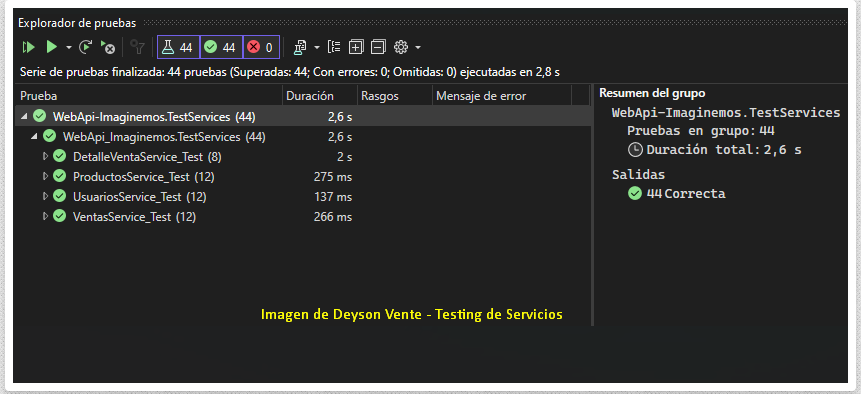 Explorador de pruebas
44 44 0
Serie de pruebas finalizada: 44 pruebas (Superadas: 44; Con errores: 0; Omitidas: 0) ejecutadas en 2,8 s
Prueba Duración Rasgos Mensaje de error
WebApi-Imaginemos.TestServices (44) 2,6 s
WebApi_Imaginemos.TestServices (44) 2,6 s
DetalleVentaService_Test (8) 2 s
ProductosService_Test (12) 275 ms
UsuariosService_Test (12) 137 ms
VentasService_Test (12) 266 ms
Resumen del grupo
WebApi-Imaginemos.TestServices
Pruebas en grupo: 44
Duración total: 2,6 s
Salidas
44 Correcta
Imagen de Deyson Vente - Testing de Servicios